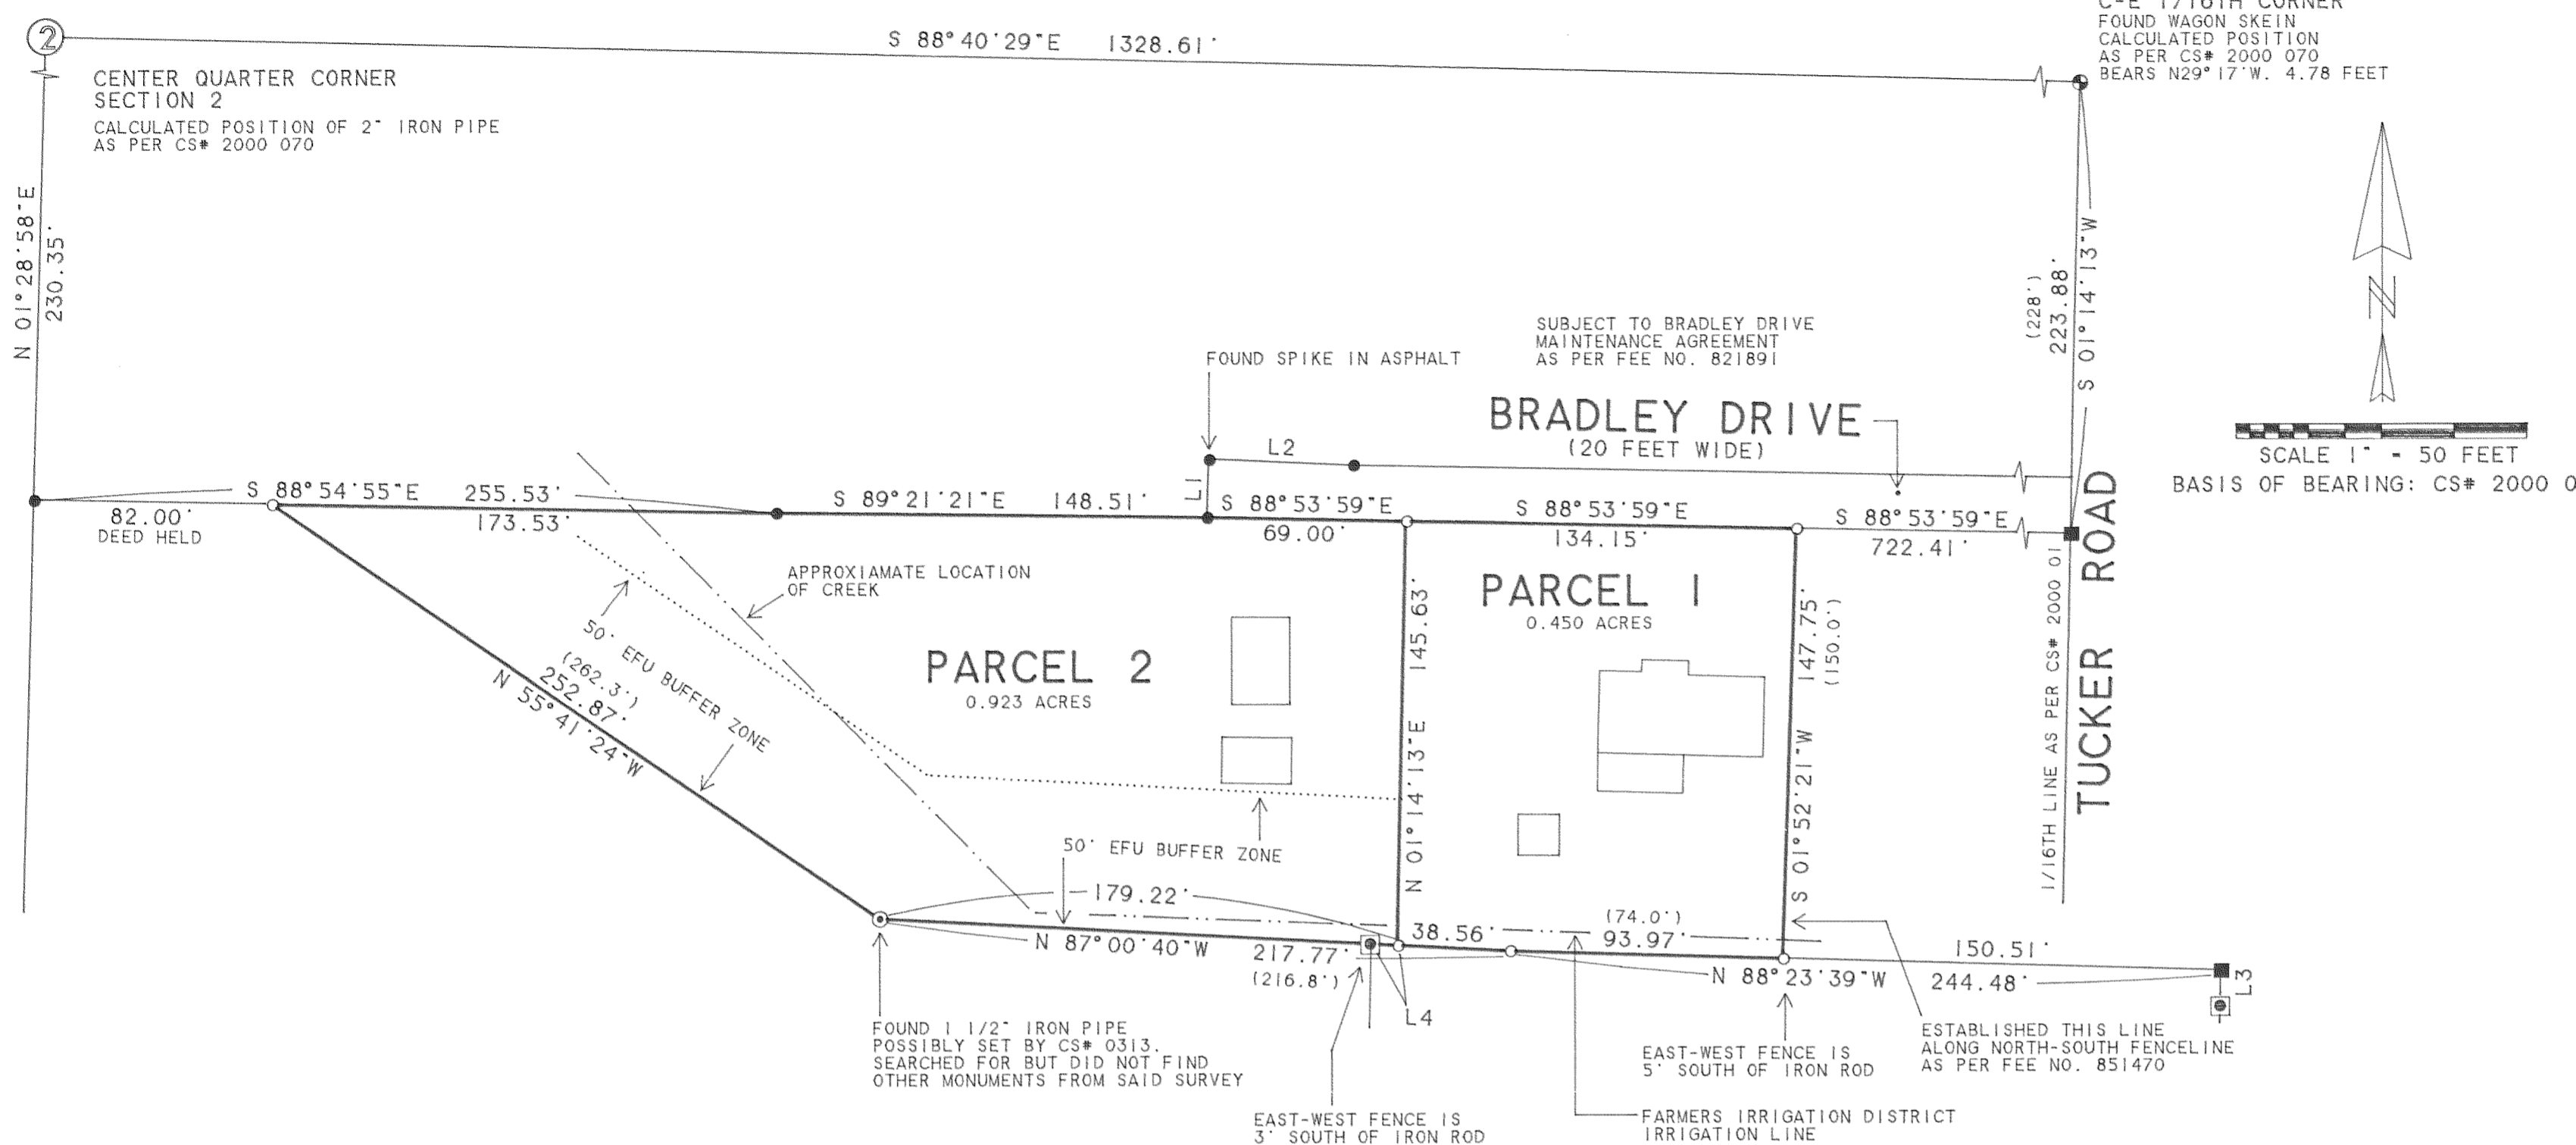 C-E 1/16TH CORNER
FOUND WAGON SKEIN
CALCULATED POSITION
AS PER CS# 2000 070
BEARS N29°17'W. 4.78 FEET
2
S 88°40'29"E 1328.61'
CENTER QUARTER CORNER
SECTION 2
CALCULATED POSITION OF 2" IRON PIPE
AS PER CS# 2000 070
N 01°28'58"E
230.35'
(228')
223.88'
S 01°14'13"W
N
SCALE 1" = 50 FEET
BASIS OF BEARING: CS# 2000 0
SUBJECT TO BRADLEY DRIVE
MAINTENANCE AGREEMENT
AS PER FEE NO. 821891
FOUND SPIKE IN ASPHALT
BRADLEY DRIVE
(20 FEET WIDE)
L2
L1
S 88°54'55"E 255.53'
82.00'
DEED HELD
173.53'
S 89°21'21"E 148.51'
S 88°53'59"E
69.00'
S 88°53'59"E
134.15'
S 88°53'59"E
722.41'
TUCKER ROAD
1/16TH LINE AS PER CS# 2000 01
APPROXIAMATE LOCATION
OF CREEK
50' EFU BUFFER ZONE
(262.3')
252.87'
N 55°41'24"W
PARCEL 2
0.923 ACRES
PARCEL 1
0.450 ACRES
145.63'
N 01°14'13"E
147.75'
(150.0')
S 01°52'21"W
50' EFU BUFFER ZONE
179.22'
N 87°00'40"W
217.77'
(216.8')
38.56'
(74.0')
93.97'
N 88°23'39"W
150.51'
244.48'
L3
L4
FOUND 1 1/2" IRON PIPE
POSSIBLY SET BY CS# 0313.
SEARCHED FOR BUT DID NOT FIND
OTHER MONUMENTS FROM SAID SURVEY
EAST-WEST FENCE IS
3' SOUTH OF IRON ROD
EAST-WEST FENCE IS
5' SOUTH OF IRON ROD
ESTABLISHED THIS LINE
ALONG NORTH-SOUTH FENCELINE
AS PER FEE NO. 851470
FARMERS IRRIGATION DISTRICT
IRRIGATION LINE